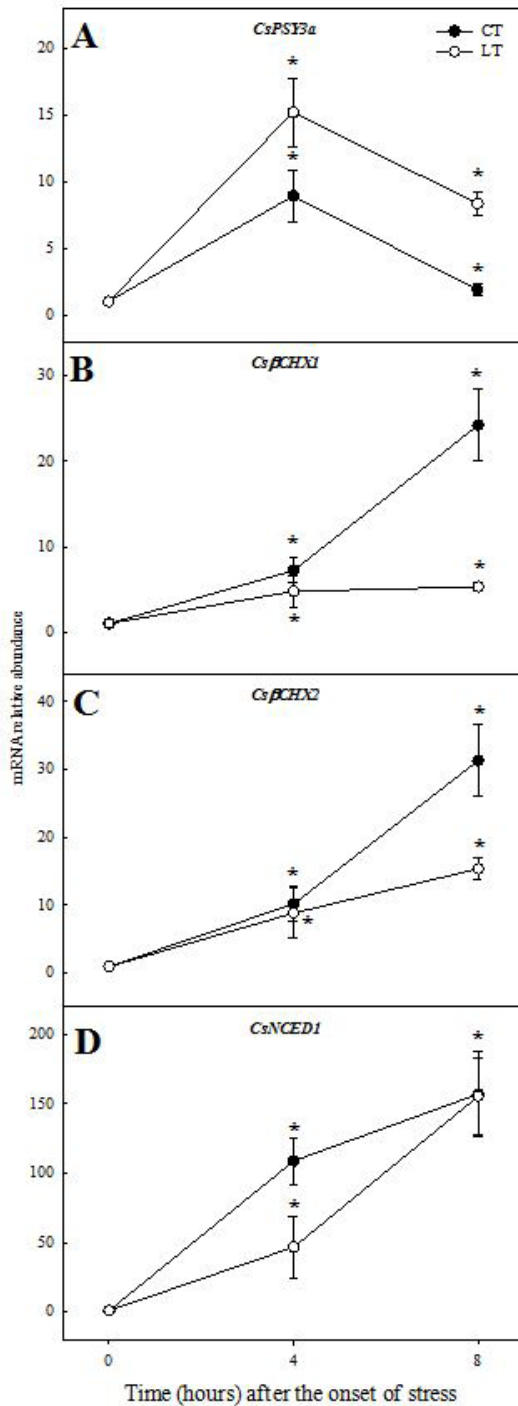 A
CsPSY3a
CT
LT
20
*
15
*
10
*
5
*
0
B
CsβCHX1
30
*
20
10
*
*
*
0
mRNA relative abundance
C
CsβCHX2
40
*
30
20
*
*
10
*
0
D
CsNCED1
200
*
150
*
100
*
50
0
0 4 8
Time (hours) after the onset of stress